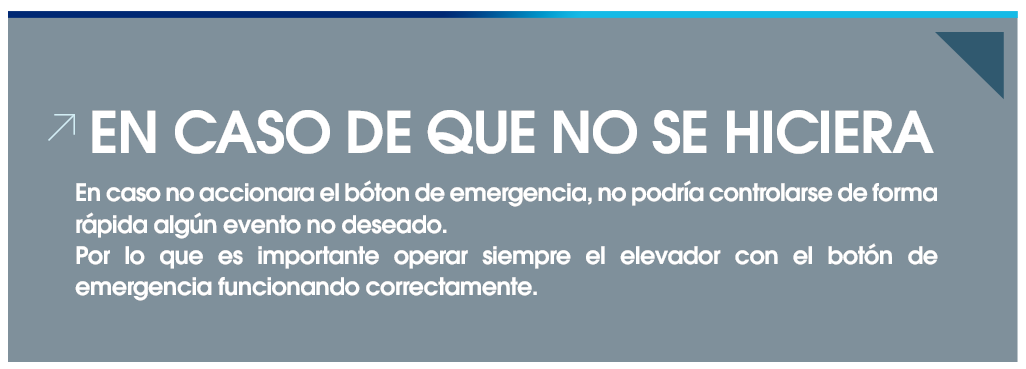 EN CASO DE QUE NO SE HICIERA
En caso no accionara el bóton de emergencia, no podría controlarse de forma
rápida algún evento no deseado.
Por lo que es importante operar siempre el elevador con el botón de
emergencia funcionando correctamente.